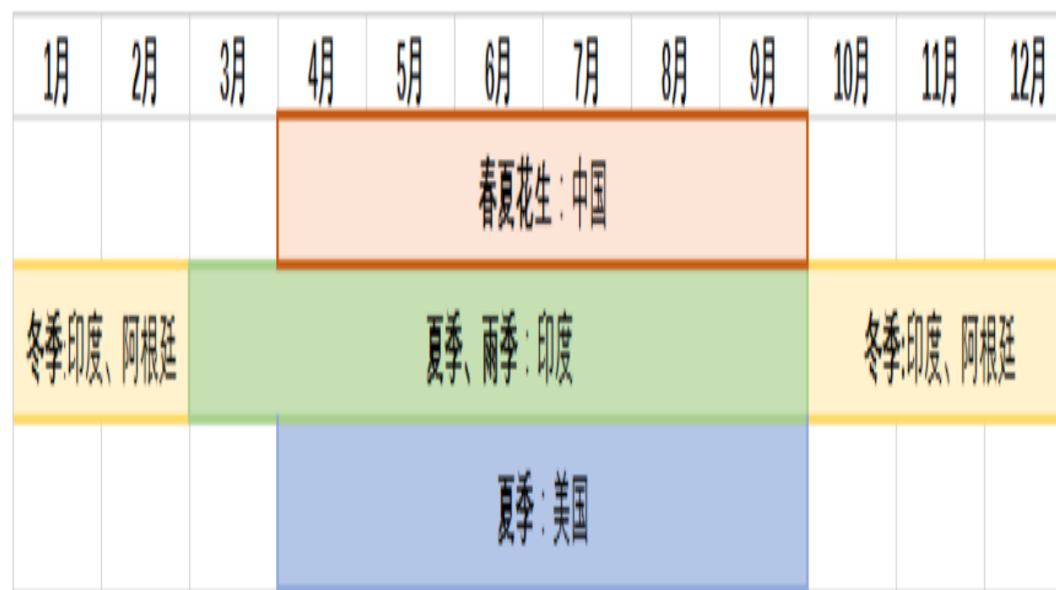 1月 2月 3月 4月 5月 6月 7月 8月 9月 10月 11月 12月
春夏花生：中国
冬季:印度、阿根廷 夏季、雨季：印度 冬季:印度、阿根廷
夏季：美国